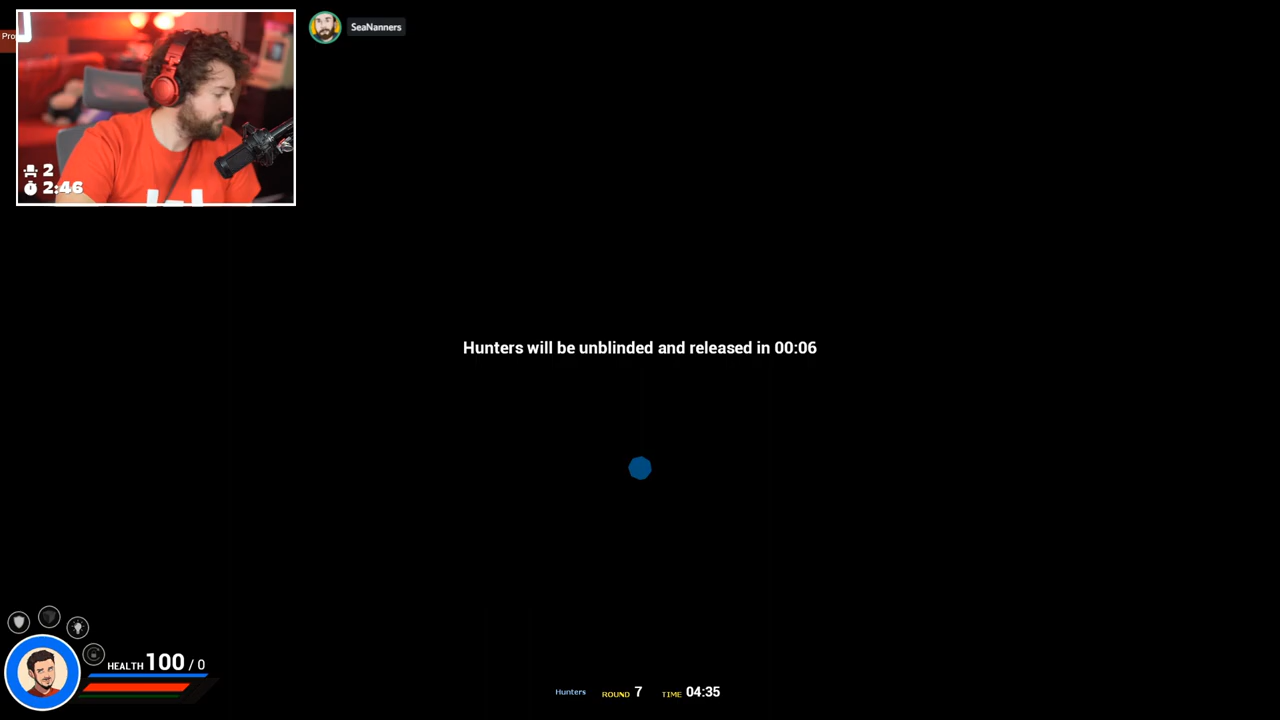 Pro
SeaNanners
2
2:46
Hunters will be unblinded and released in 00:06
HEALTH 100 / 0
Hunters ROUND 7 TIME 04:35